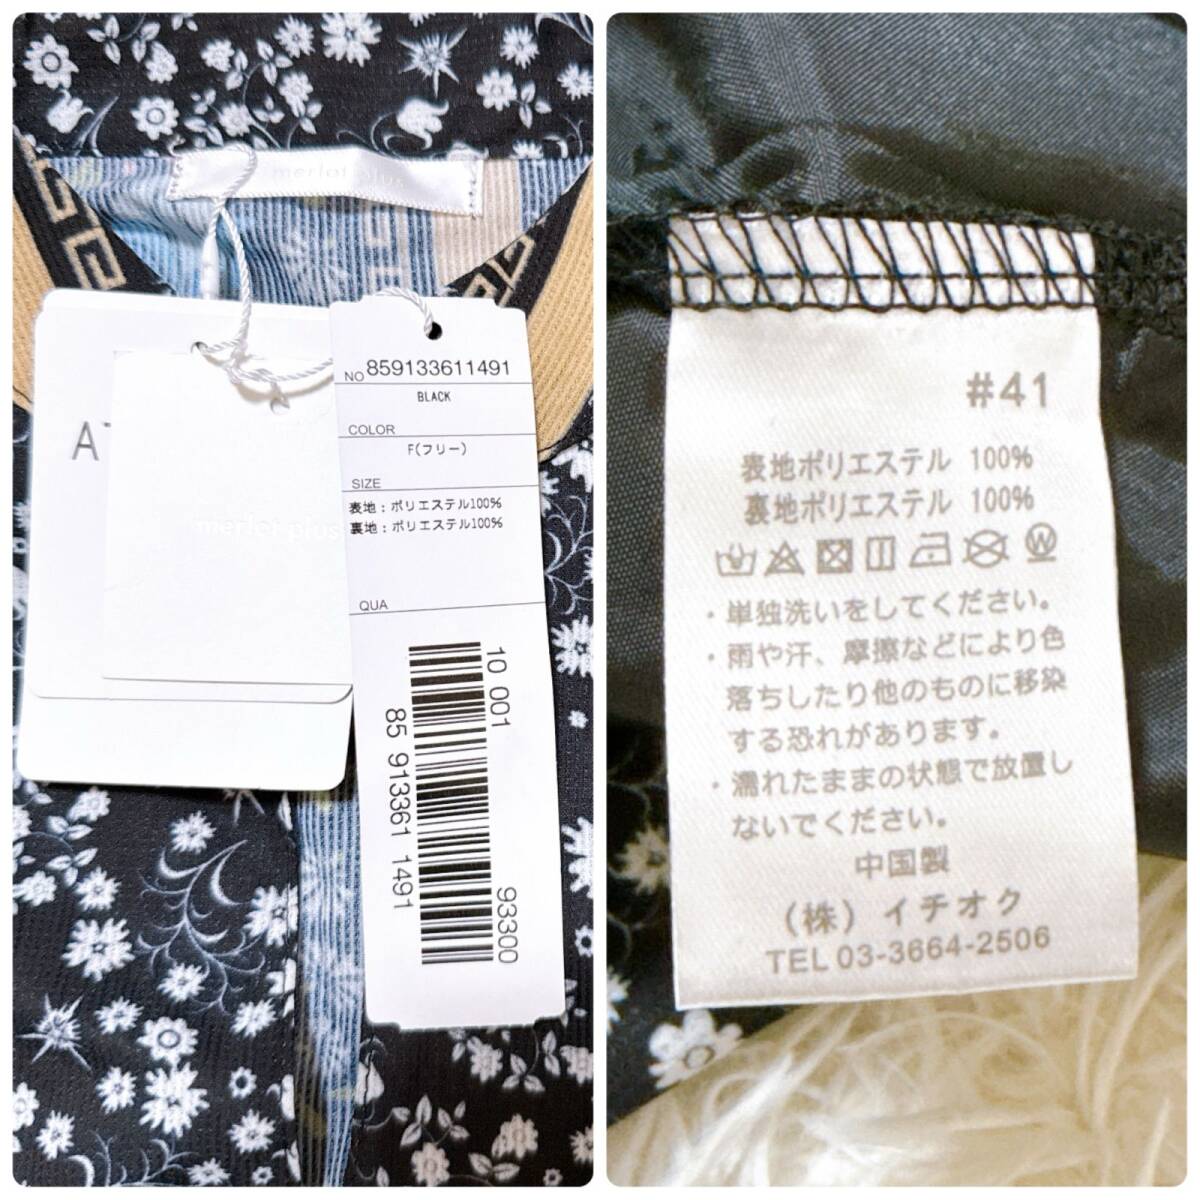 merlot plus
A
merlot plus
NO 859133611491
BLACK
COLOR
F(フリー)
SIZE
表地:ポリエステル100%
裏地:ポリエステル100%
QUA
10 001
93300
85 913361 1491
#41
表地ポリエステル 100%
裏地ポリエステル 100%
W
・単独洗いをしてください。
・雨や汗、摩擦などにより色
落ちしたり他のものに移染
する恐れがあります。
・濡れたままの状態で放置し
ないでください。
中国製
(株)イチオク
TEL 03-3664-2506